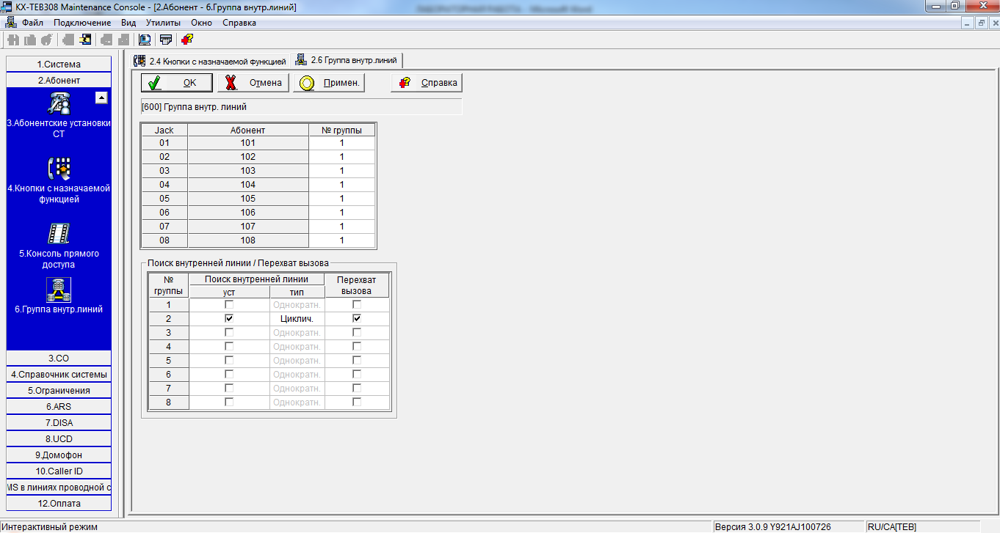 KX-TEB308 Maintenance Console - [2.Абонент - 6.Группа внутр.линий]
Файл Подключение Вид Утилиты Окно Справка
1.Система
2.Абонент
3.Абонентские установки
СТ
4.Кнопки с назначаемой
функцией
5.Консоль прямого
доступа
6.Группа внутр.линий
3.CO
4.Справочник системы
5.Ограничения
6.ARS
7.DISA
8.UCD
9.Домофон
10.Caller ID
MS в линиях проводной с
12.Оплата
2.4 Кнопки с назначаемой функцией 2.6 Группа внутр.линий
OK Отмена Примен. Справка
[600] Группа внутр. линий
Jack Абонент № группы
01 101 1
02 102 1
03 103 1
04 104 1
05 105 1
06 106 1
07 107 1
08 108 1
Поиск внутренней линии / Перехват вызова
№ Поиск внутренней линии Перехват
группы уст тип вызова
1 Однократн.
2 Циклич.
3 Однократн.
4 Однократн.
5 Однократн.
6 Однократн.
7 Однократн.
8 Однократн.
Интерактивный режим Версия 3.0.9 Y921AJ100726 RU/CA[TEB]